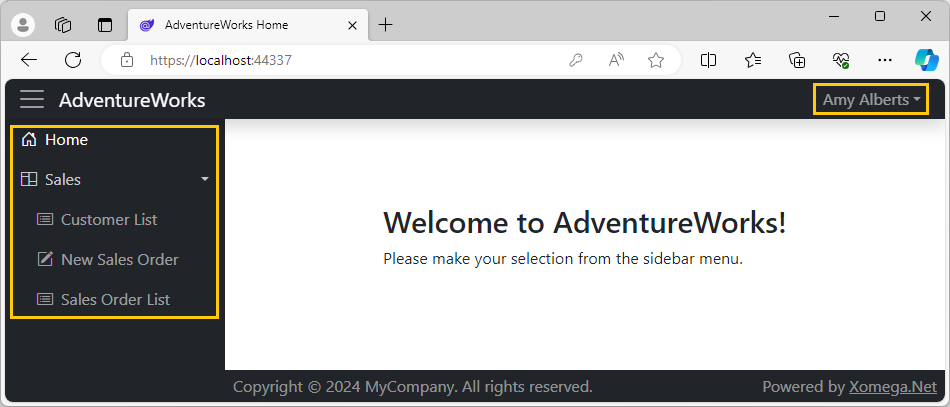 AdventureWorks Home
https://localhost:44337
AdventureWorks
Amy Alberts
Home
Sales
Customer List
New Sales Order
Sales Order List
Welcome to AdventureWorks!
Please make your selection from the sidebar menu.
Copyright © 2024 MyCompany. All rights reserved.
Powered by Xomega.Net